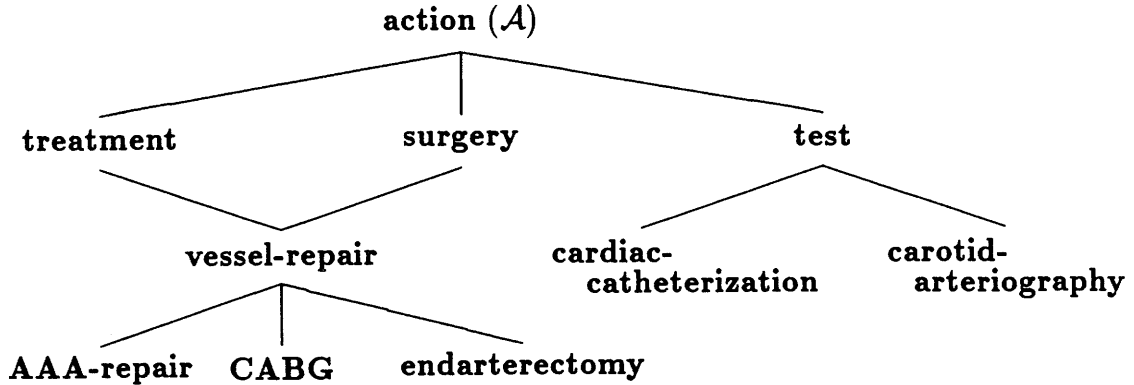 action (𝒜)
treatment surgery test
vessel-repair cardiac- carotid-
catheterization arteriography
AAA-repair CABG endarterectomy